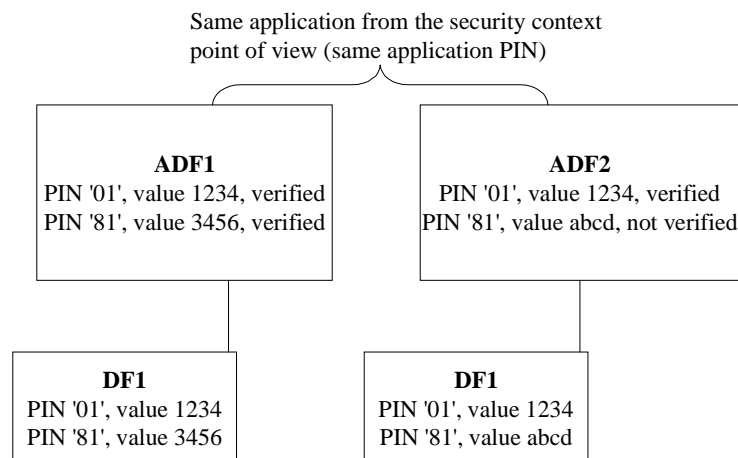 Same application from the security context
point of view (same application PIN)
ADF1
PIN '01', value 1234, verified
PIN '81', value 3456, verified
ADF2
PIN '01', value 1234, verified
PIN '81', value abcd, not verified
DF1
PIN '01', value 1234
PIN '81', value 3456
DF1
PIN '01', value 1234
PIN '81', value abcd